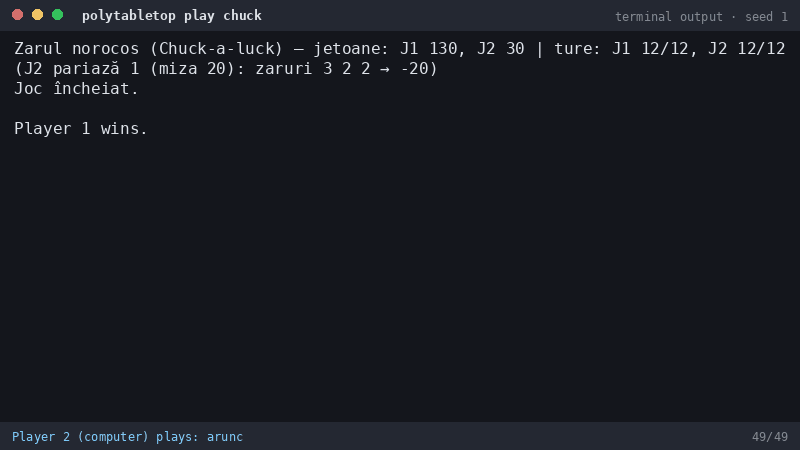 polytabletop play chuck
terminal output · seed 1
Zarul norocos (Chuck-a-luck) — jetoane: J1 130, J2 30 | ture: J1 12/12, J2 12/12
(J2 pariază 1 (miza 20): zaruri 3 2 2 → -20)
Joc încheiat.
Player 1 wins.
Player 2 (computer) plays: arunc
49/49